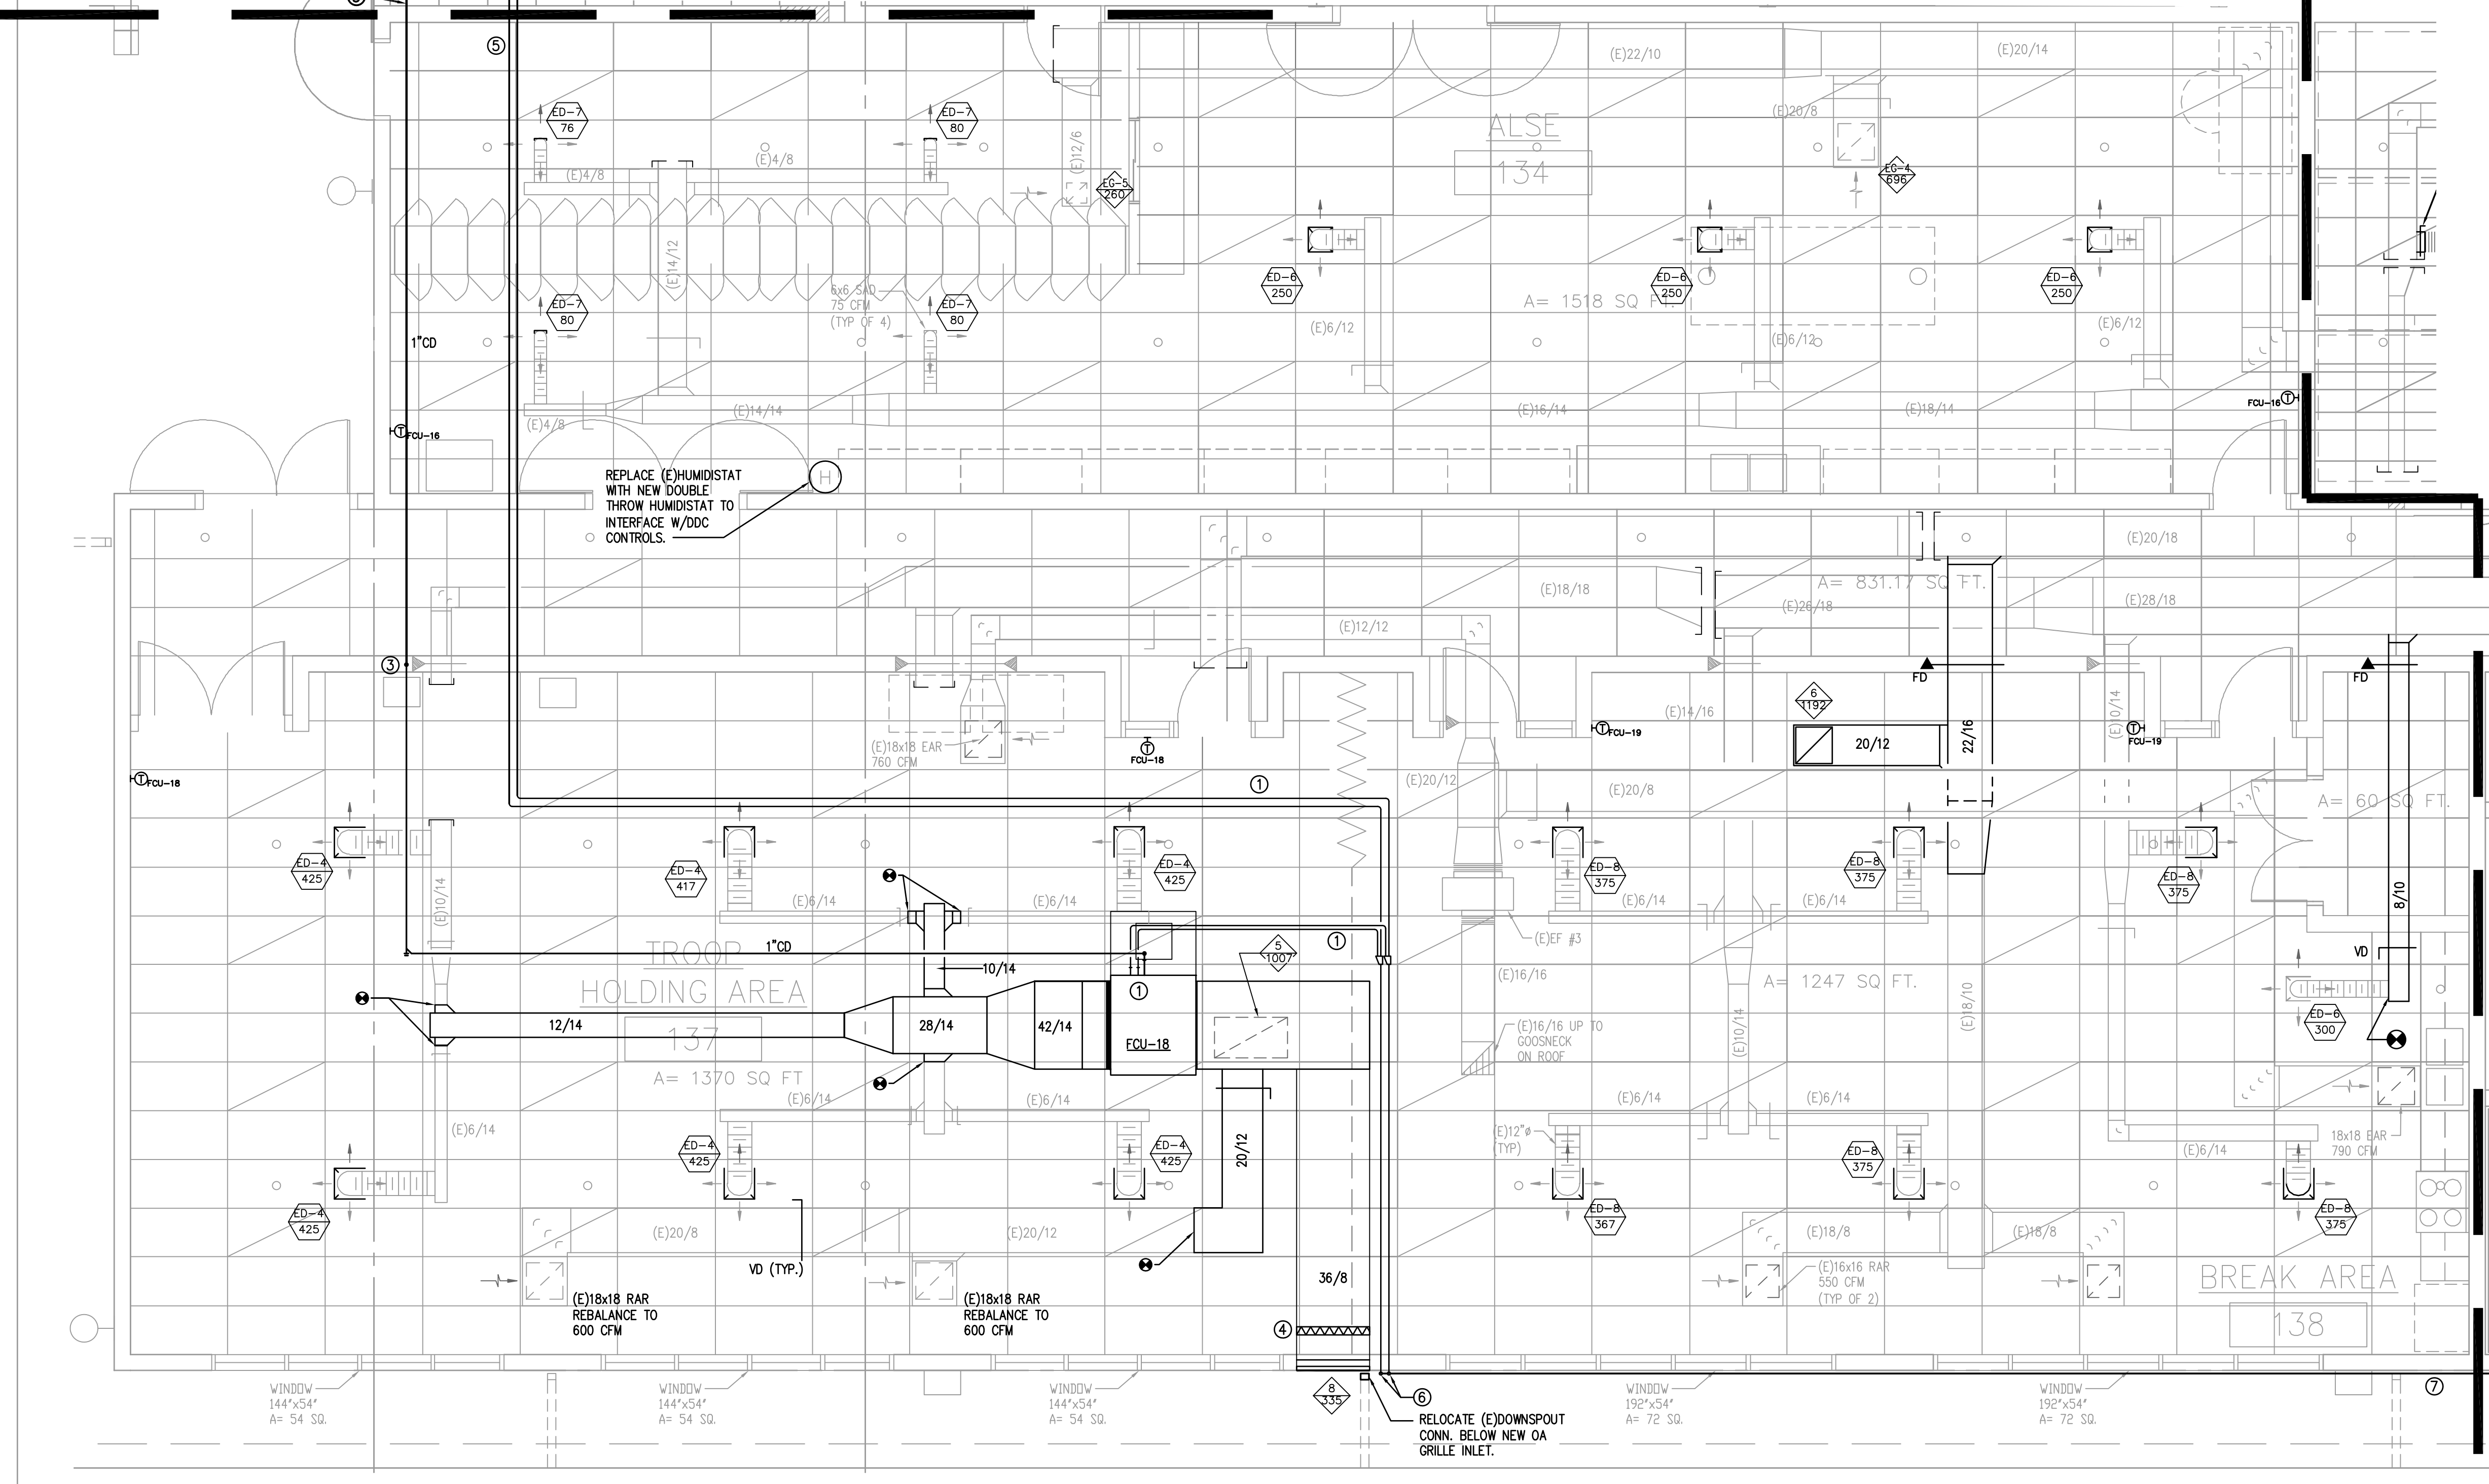 ⑤
(E)22/10
(E)20/14
ED-7
76
ED-7
80
(E)20/8
ALSE
134
(E)4/8
(E)4/8
(E)12/6
EG-5
260
EG-4
696
(E)14/12
ED-7
80
6x6 SAD
75 CFM
(TYP OF 4)
ED-7
80
ED-6
250
ED-6
250
ED-6
250
A= 1518 SQ FT.
(E)6/12
(E)6/12
(E)6/12
1"CD
(E)4/8
(E)14/14
(E)16/14
(E)18/14
FCU-16
T
T
FCU-16
REPLACE (E)HUMIDISTAT
WITH NEW DOUBLE
THROW HUMIDISTAT TO
INTERFACE W/DDC
CONTROLS.
H
(E)20/18
(E)18/18
A= 831.17 SQ FT.
(E)26/18
(E)28/18
(E)12/12
③
FD
FD
6
1192
(E)14/16
(E)10/14
(E)18x18 EAR
760 CFM
T
FCU-18
T
FCU-19
20/12
22/16
T
FCU-19
T
FCU-18
①
(E)20/12
(E)20/8
A= 60 SQ FT.
ED-4
425
ED-4
417
ED-4
425
ED-8
375
ED-8
375
ED-8
375
8/10
(E)10/14
(E)6/14
(E)6/14
(E)6/14
(E)6/14
TROOP
HOLDING AREA
137
A= 1370 SQ FT
1"CD
10/14
5
1007
①
(E)EF #3
VD
①
(E)16/16
A= 1247 SQ FT.
(E)18/10
12/14
28/14
42/14
FCU-18
(E)16/16 UP TO
GOOSNECK
ON ROOF
(E)10/14
ED-6
300
(E)6/14
(E)6/14
(E)6/14
(E)6/14
(E)6/14
ED-4
425
ED-4
425
ED-4
425
20/12
(E)12"ø
(TYP)
ED-8
375
ED-8
367
ED-8
375
(E)6/14
18x18 EAR
790 CFM
(E)20/8
(E)20/12
(E)18/8
(E)18/8
VD (TYP.)
36/8
(E)16x16 RAR
550 CFM
(TYP OF 2)
BREAK AREA
138
(E)18x18 RAR
REBALANCE TO
600 CFM
(E)18x18 RAR
REBALANCE TO
600 CFM
④
WINDOW
144"x54"
A= 54 SQ.
WINDOW
144"x54"
A= 54 SQ.
WINDOW
144"x54"
A= 54 SQ.
8
335
⑥
RELOCATE (E)DOWNSPOUT
CONN. BELOW NEW OA
GRILLE INLET.
WINDOW
192"x54"
A= 72 SQ.
WINDOW
192"x54"
A= 72 SQ.
⑦